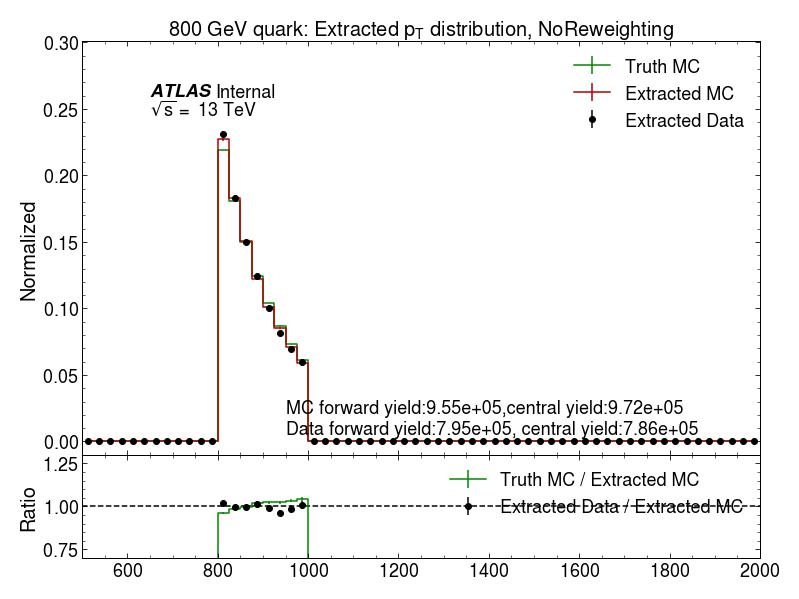 800 GeV quark: Extracted pT distribution, NoReweighting
0.30
0.25
0.20
0.15
0.10
0.05
0.00
Normalized
ATLAS Internal
√s = 13 TeV
Truth MC
Extracted MC
Extracted Data
MC forward yield:9.55e+05,central yield:9.72e+05
Data forward yield:7.95e+05, central yield:7.86e+05
1.25
1.00
0.75
Ratio
Truth MC / Extracted MC
Extracted Data / Extracted MC
600 800 1000 1200 1400 1600 1800 2000